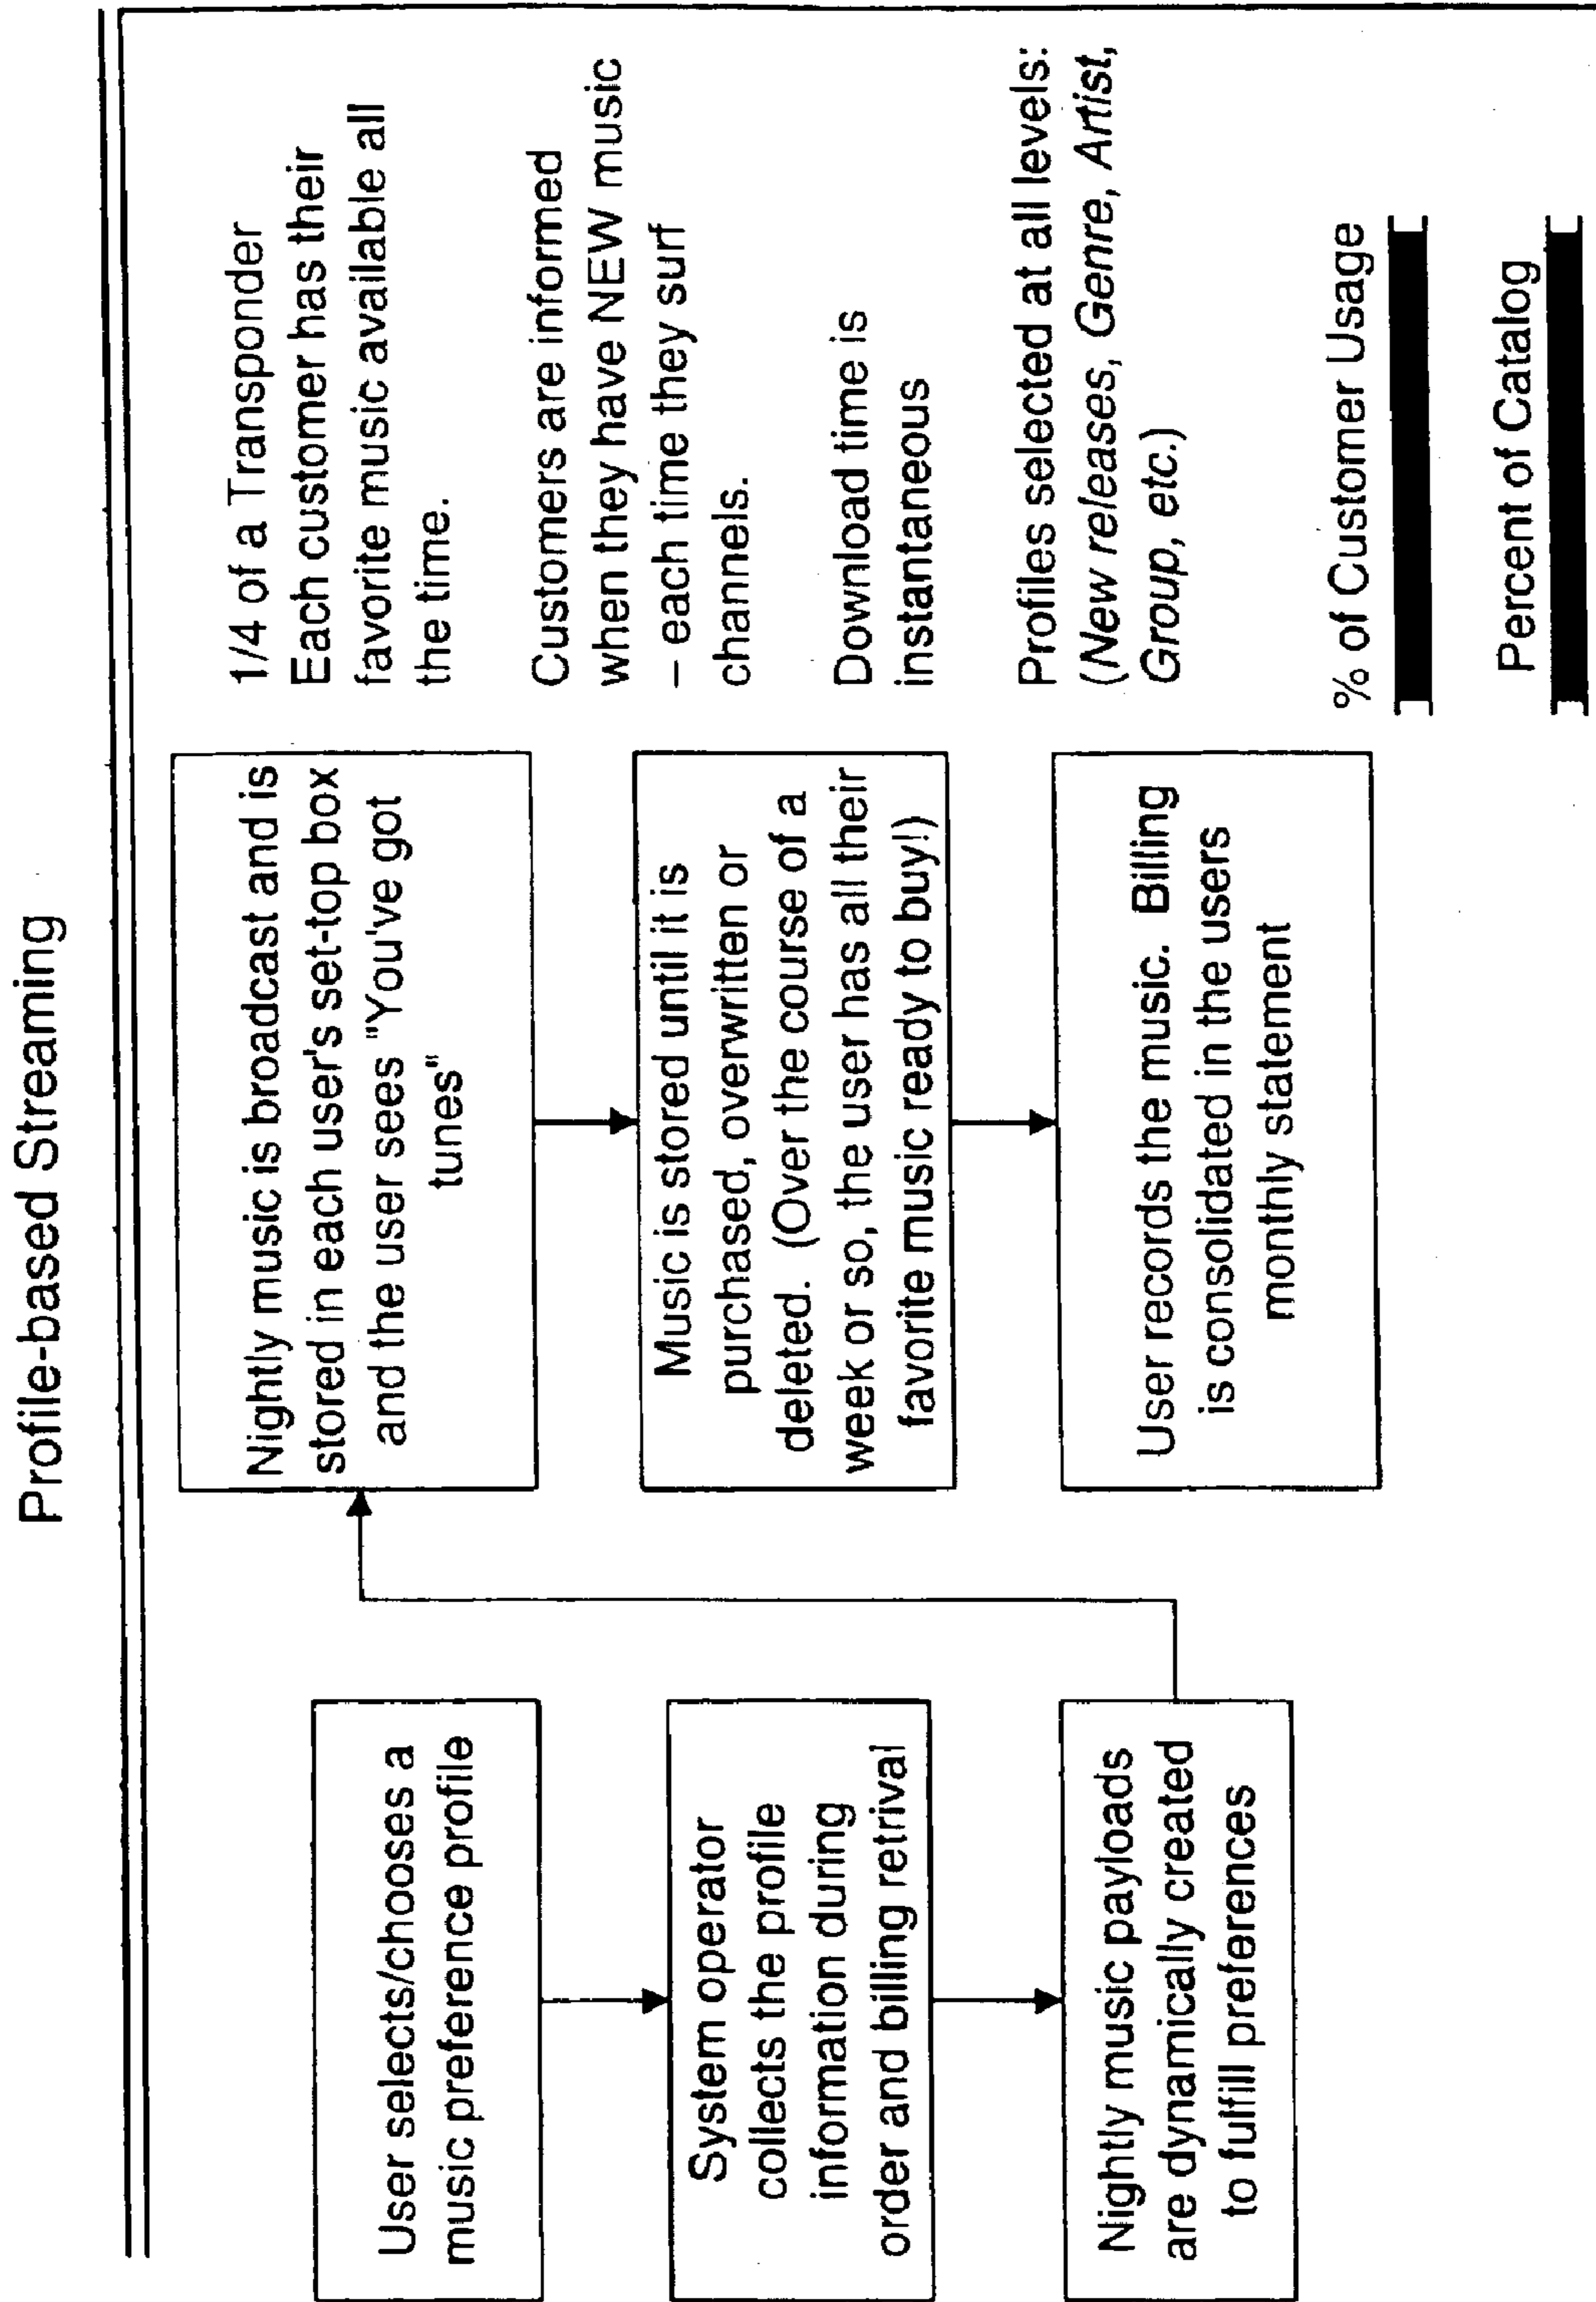 Profile-based Streaming
User selects/chooses a
music preference profile
System operator
collects the profile
information during
order and billing retrival
Nightly music payloads
are dynamically created
to fulfill preferences
Nightly music is broadcast and is
stored in each user's set-top box
and the user sees "You've got
tunes"
Music is stored until it is
purchased, overwritten or
deleted. (Over the course of a
week or so, the user has all their
favorite music ready to buy!)
User records the music. Billing
is consolidated in the users
monthly statement
1/4 of a Transponder
Each customer has their
favorite music available all
the time.
Customers are informed
when they have NEW music
– each time they surf
channels.
Download time is
instantaneous
Profiles selected at all levels:
(New releases, Genre, Artist,
Group, etc.)
% of Customer Usage
Percent of Catalog